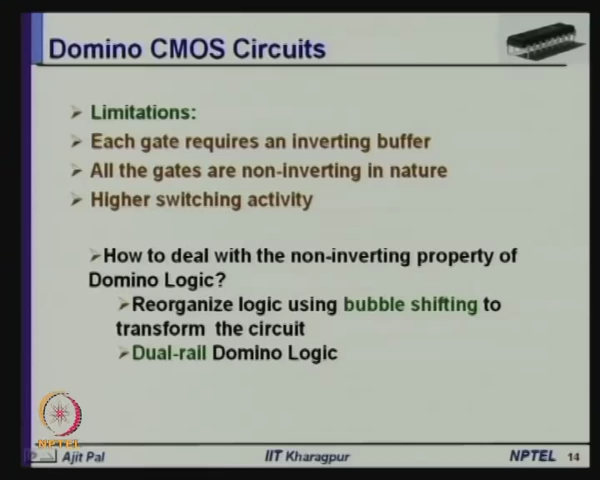 Domino CMOS Circuits
➢ Limitations:
➢ Each gate requires an inverting buffer
➢ All the gates are non-inverting in nature
➢ Higher switching activity
➢How to deal with the non-inverting property of
Domino Logic?
➢Reorganize logic using bubble shifting to
transform the circuit
➢Dual-rail Domino Logic
NPTEL
Ajit Pal IIT Kharagpur NPTEL 14